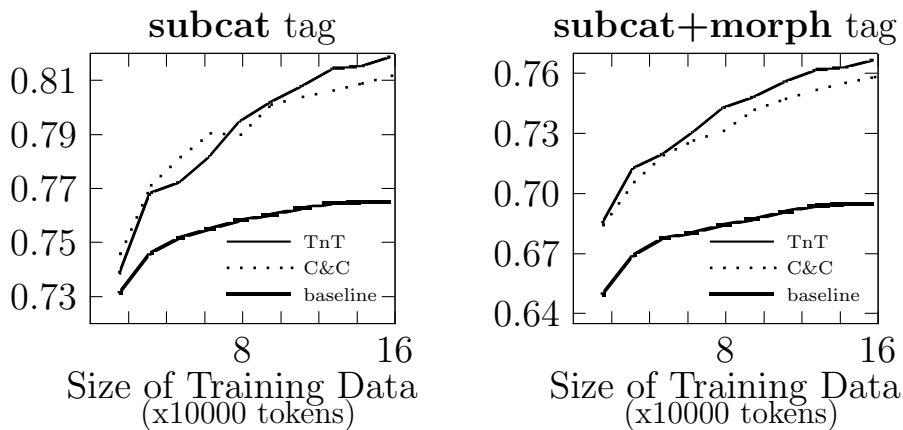 subcat tag
0.81
0.79
0.77
0.75
0.73
TnT
C&C
baseline
8
16
Size of Training Data
(x10000 tokens)
subcat+morph tag
0.76
0.73
0.70
0.67
0.64
TnT
C&C
baseline
8
16
Size of Training Data
(x10000 tokens)